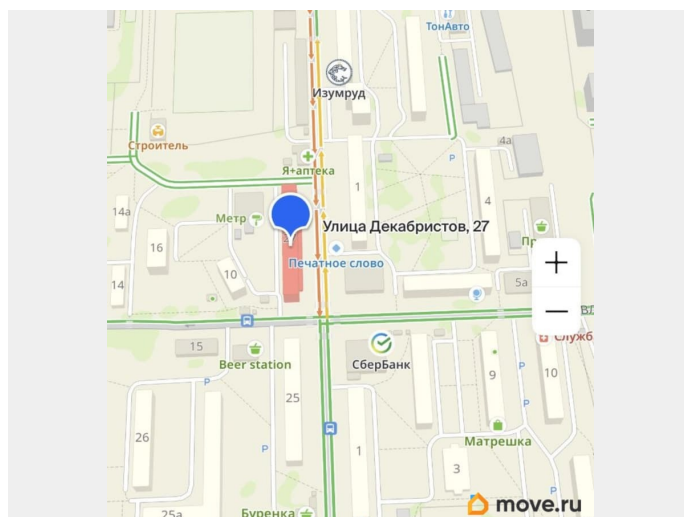 ТонАвто
Изумруд
Строитель
4а
Р
Я+аптека
1
4
14а
Метр
Улица Декабристов, 27
16
Печатное слово
10
14
5а
+
−
15
Beer station
СберБанк
Служб
Р
25
9
10
Р
26
Р
1
Матрешка
3
Р
25а
Буренка
move.ru